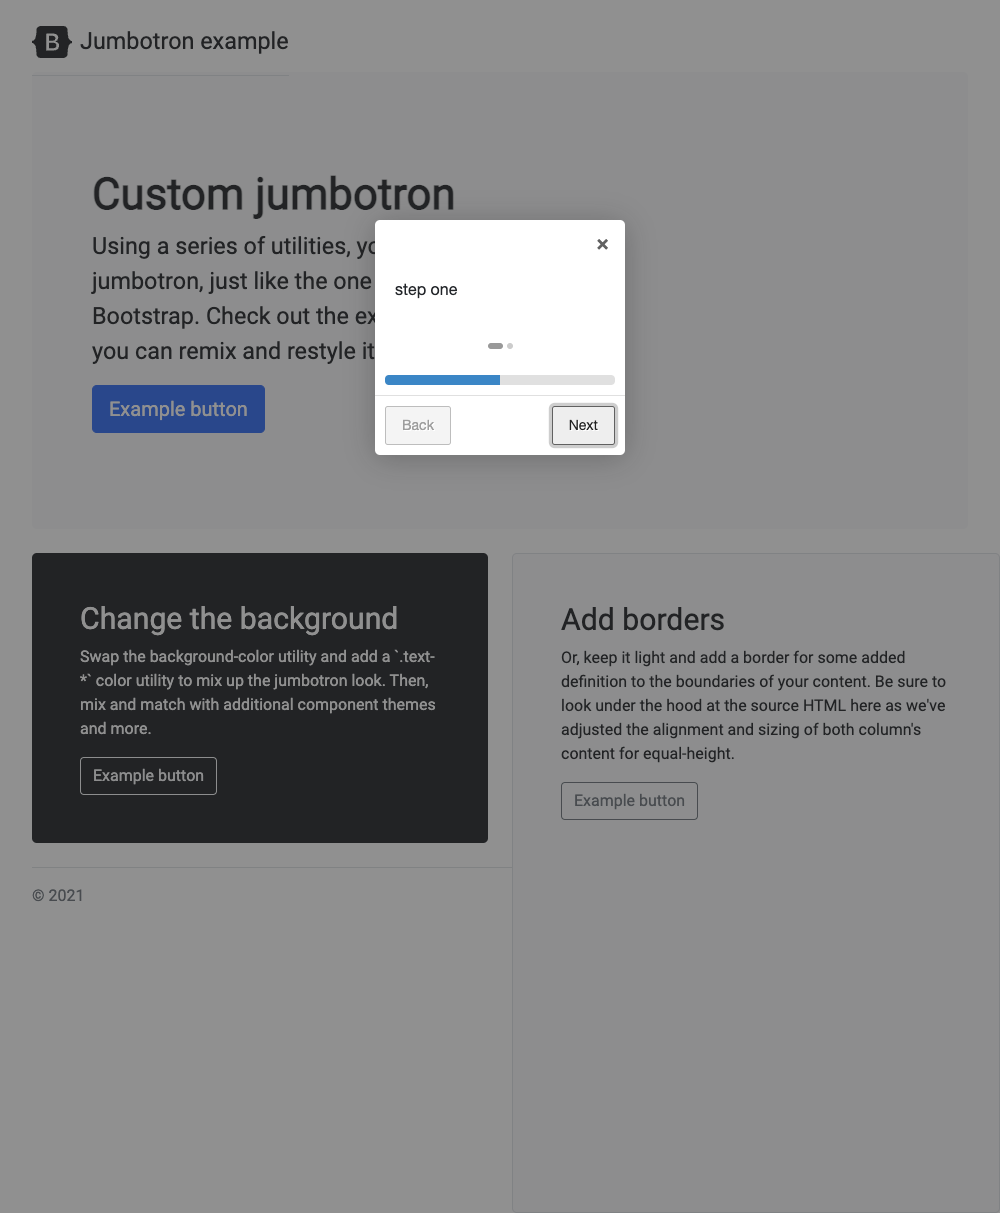 B Jumbotron example
Custom jumbotron
Using a series of utilities, yo
jumbotron, just like the one
Bootstrap. Check out the ex
you can remix and restyle it
Example button
×
step one
Back
Next
Change the background
Swap the background-color utility and add a `.text-
*` color utility to mix up the jumbotron look. Then,
mix and match with additional component themes
and more.
Example button
Add borders
Or, keep it light and add a border for some added
definition to the boundaries of your content. Be sure to
look under the hood at the source HTML here as we've
adjusted the alignment and sizing of both column's
content for equal-height.
Example button
© 2021